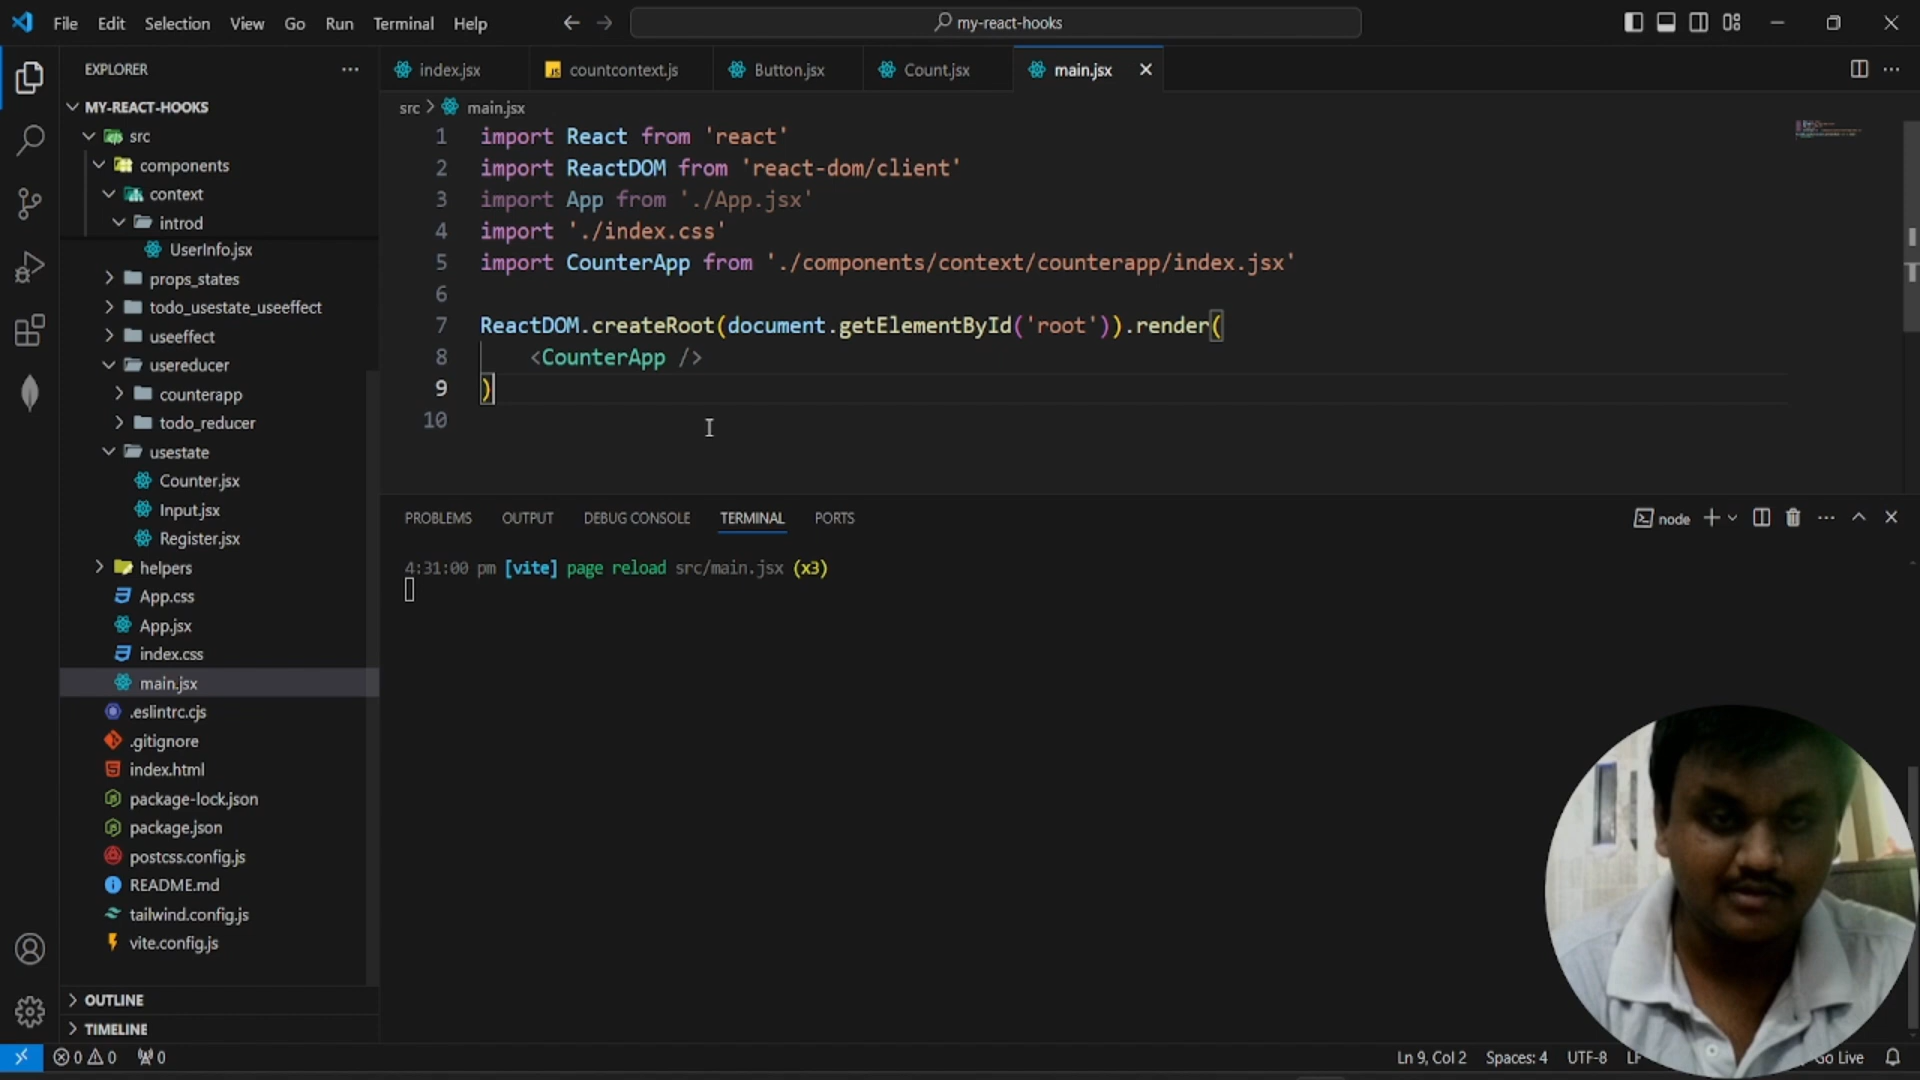 File Edit Selection View Go Run Terminal Help
my-react-hooks
EXPLORER
MY-REACT-HOOKS
src
components
context
introd
UserInfo.jsx
props_states
todo_usestate_useeffect
useeffect
usereducer
counterapp
todo_reducer
usestate
Counter.jsx
Input.jsx
Register.jsx
helpers
App.css
App.jsx
index.css
main.jsx
.eslintrc.cjs
.gitignore
index.html
package-lock.json
package.json
postcss.config.js
README.md
tailwind.config.js
vite.config.js
OUTLINE
TIMELINE
index.jsx countcontext.js Button.jsx Count.jsx main.jsx
src > main.jsx
1 import React from 'react'
2 import ReactDOM from 'react-dom/client'
3 import App from './App.jsx'
4 import './index.css'
5 import CounterApp from './components/context/counterapp/index.jsx'
6
7 ReactDOM.createRoot(document.getElementById('root')).render(
8 <CounterApp />
9 )
10
PROBLEMS OUTPUT DEBUG CONSOLE TERMINAL PORTS
node
4:31:00 pm [vite] page reload src/main.jsx (x3)
0 0 0
Ln 9, Col 2 Spaces: 4 UTF-8 LF Go Live